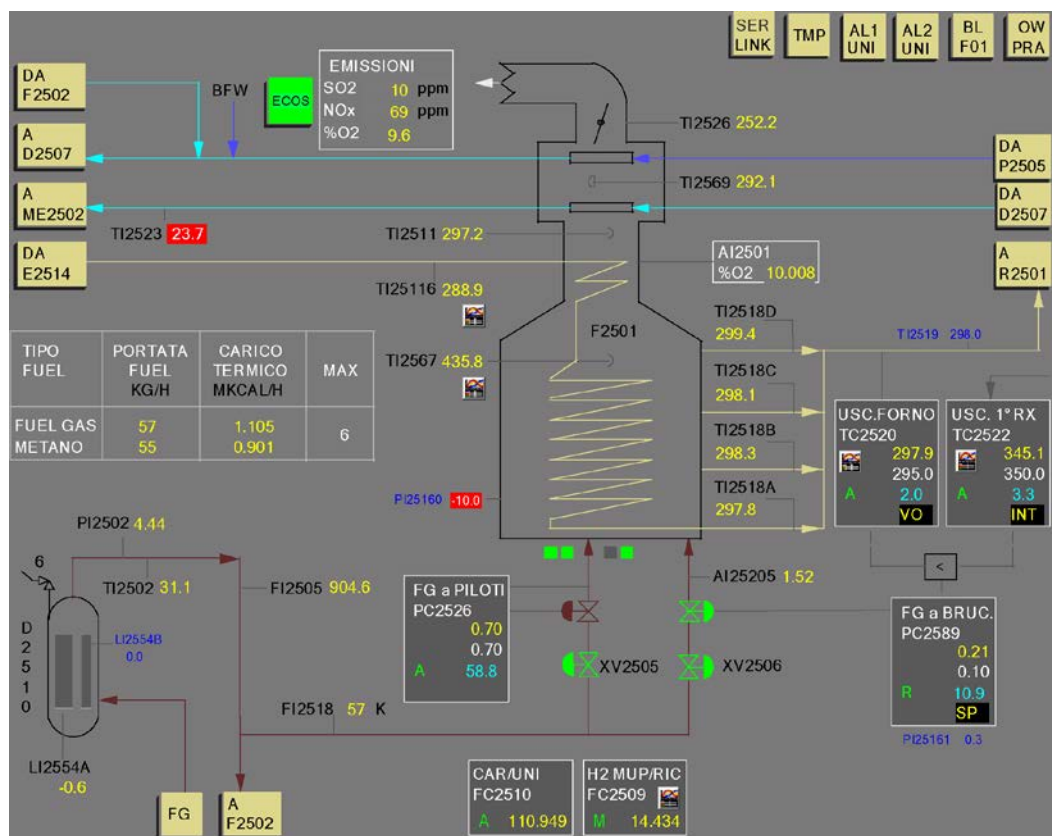 SER LINK
TMP
AL1 UNI
AL2 UNI
BL F01
OW PRA
DA F2502
BFW
ECOS
EMISSIONI
SO2 10 ppm
NOx 69 ppm
%O2 9.6
TI2526 252.2
A D2507
DA P2505
TI2569 292.1
A ME2502
DA D2507
TI2523 23.7
TI2511 297.2
DA E2514
AI2501
%O2 10.008
A R2501
TI25116 288.9
TI2518D
299.4
F2501
TI2519 298.0
TIPO FUEL
PORTATA FUEL KG/H
CARICO TERMICO MKCAL/H
MAX
FUEL GAS 57 1.105
METANO 55 0.901
6
TI2567 435.8
TI2518C
298.1
TI2518B
298.3
TI2518A
297.8
USC.FORNO
TC2520
297.9
295.0
A 2.0
VO
USC. 1° RX
TC2522
345.1
350.0
A 3.3
INT
PI25160 -10.0
PI2502 4.44
6
TI2502 31.1
FI2505 904.6
AI25205 1.52
<
FG a PILOTI
PC2526
0.70
0.70
A 58.8
FG a BRUC.
PC2589
0.21
0.10
R 10.9
SP
PI25161 0.3
D2510
LI2554B
0.0
XV2505
XV2506
FI2518 57 K
LI2554A
-0.6
FG
A F2502
CAR/UNI
FC2510
A 110.949
H2 MUP/RIC
FC2509
M 14.434